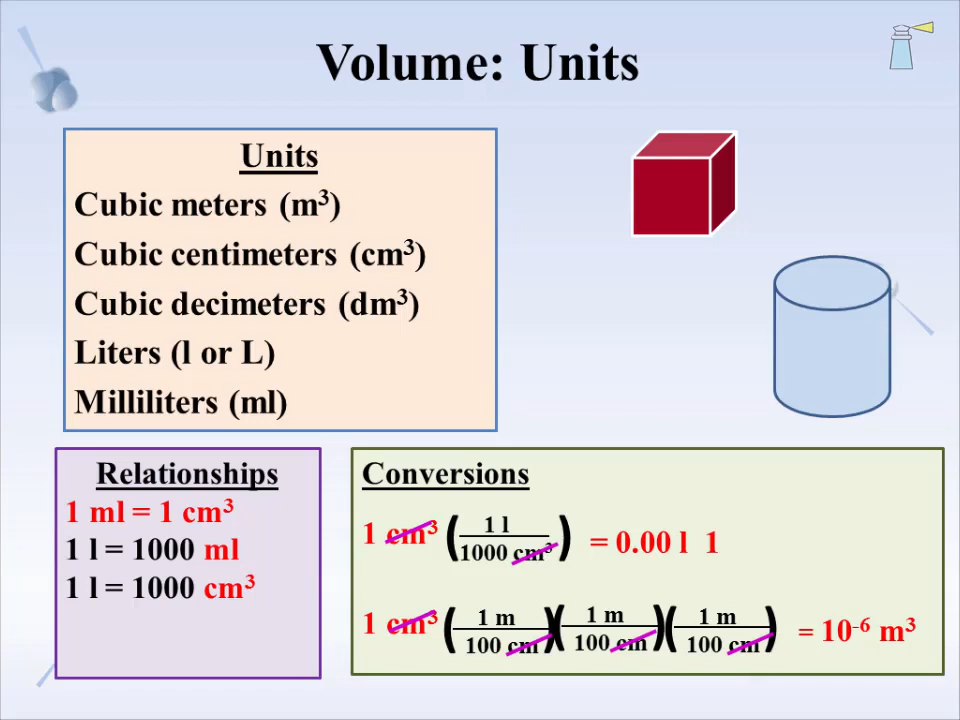 Volume: Units
Units
Cubic meters (m³)
Cubic centimeters (cm³)
Cubic decimeters (dm³)
Liters (l or L)
Milliliters (ml)
Relationships
1 ml = 1 cm³
1 l = 1000 ml
1 l = 1000 cm³
Conversions
1 cm³ (1 l / 1000 cm³) = 0.00 l 1
1 cm³ (1 m / 100 cm)(1 m / 100 cm)(1 m / 100 cm) = 10⁻⁶ m³